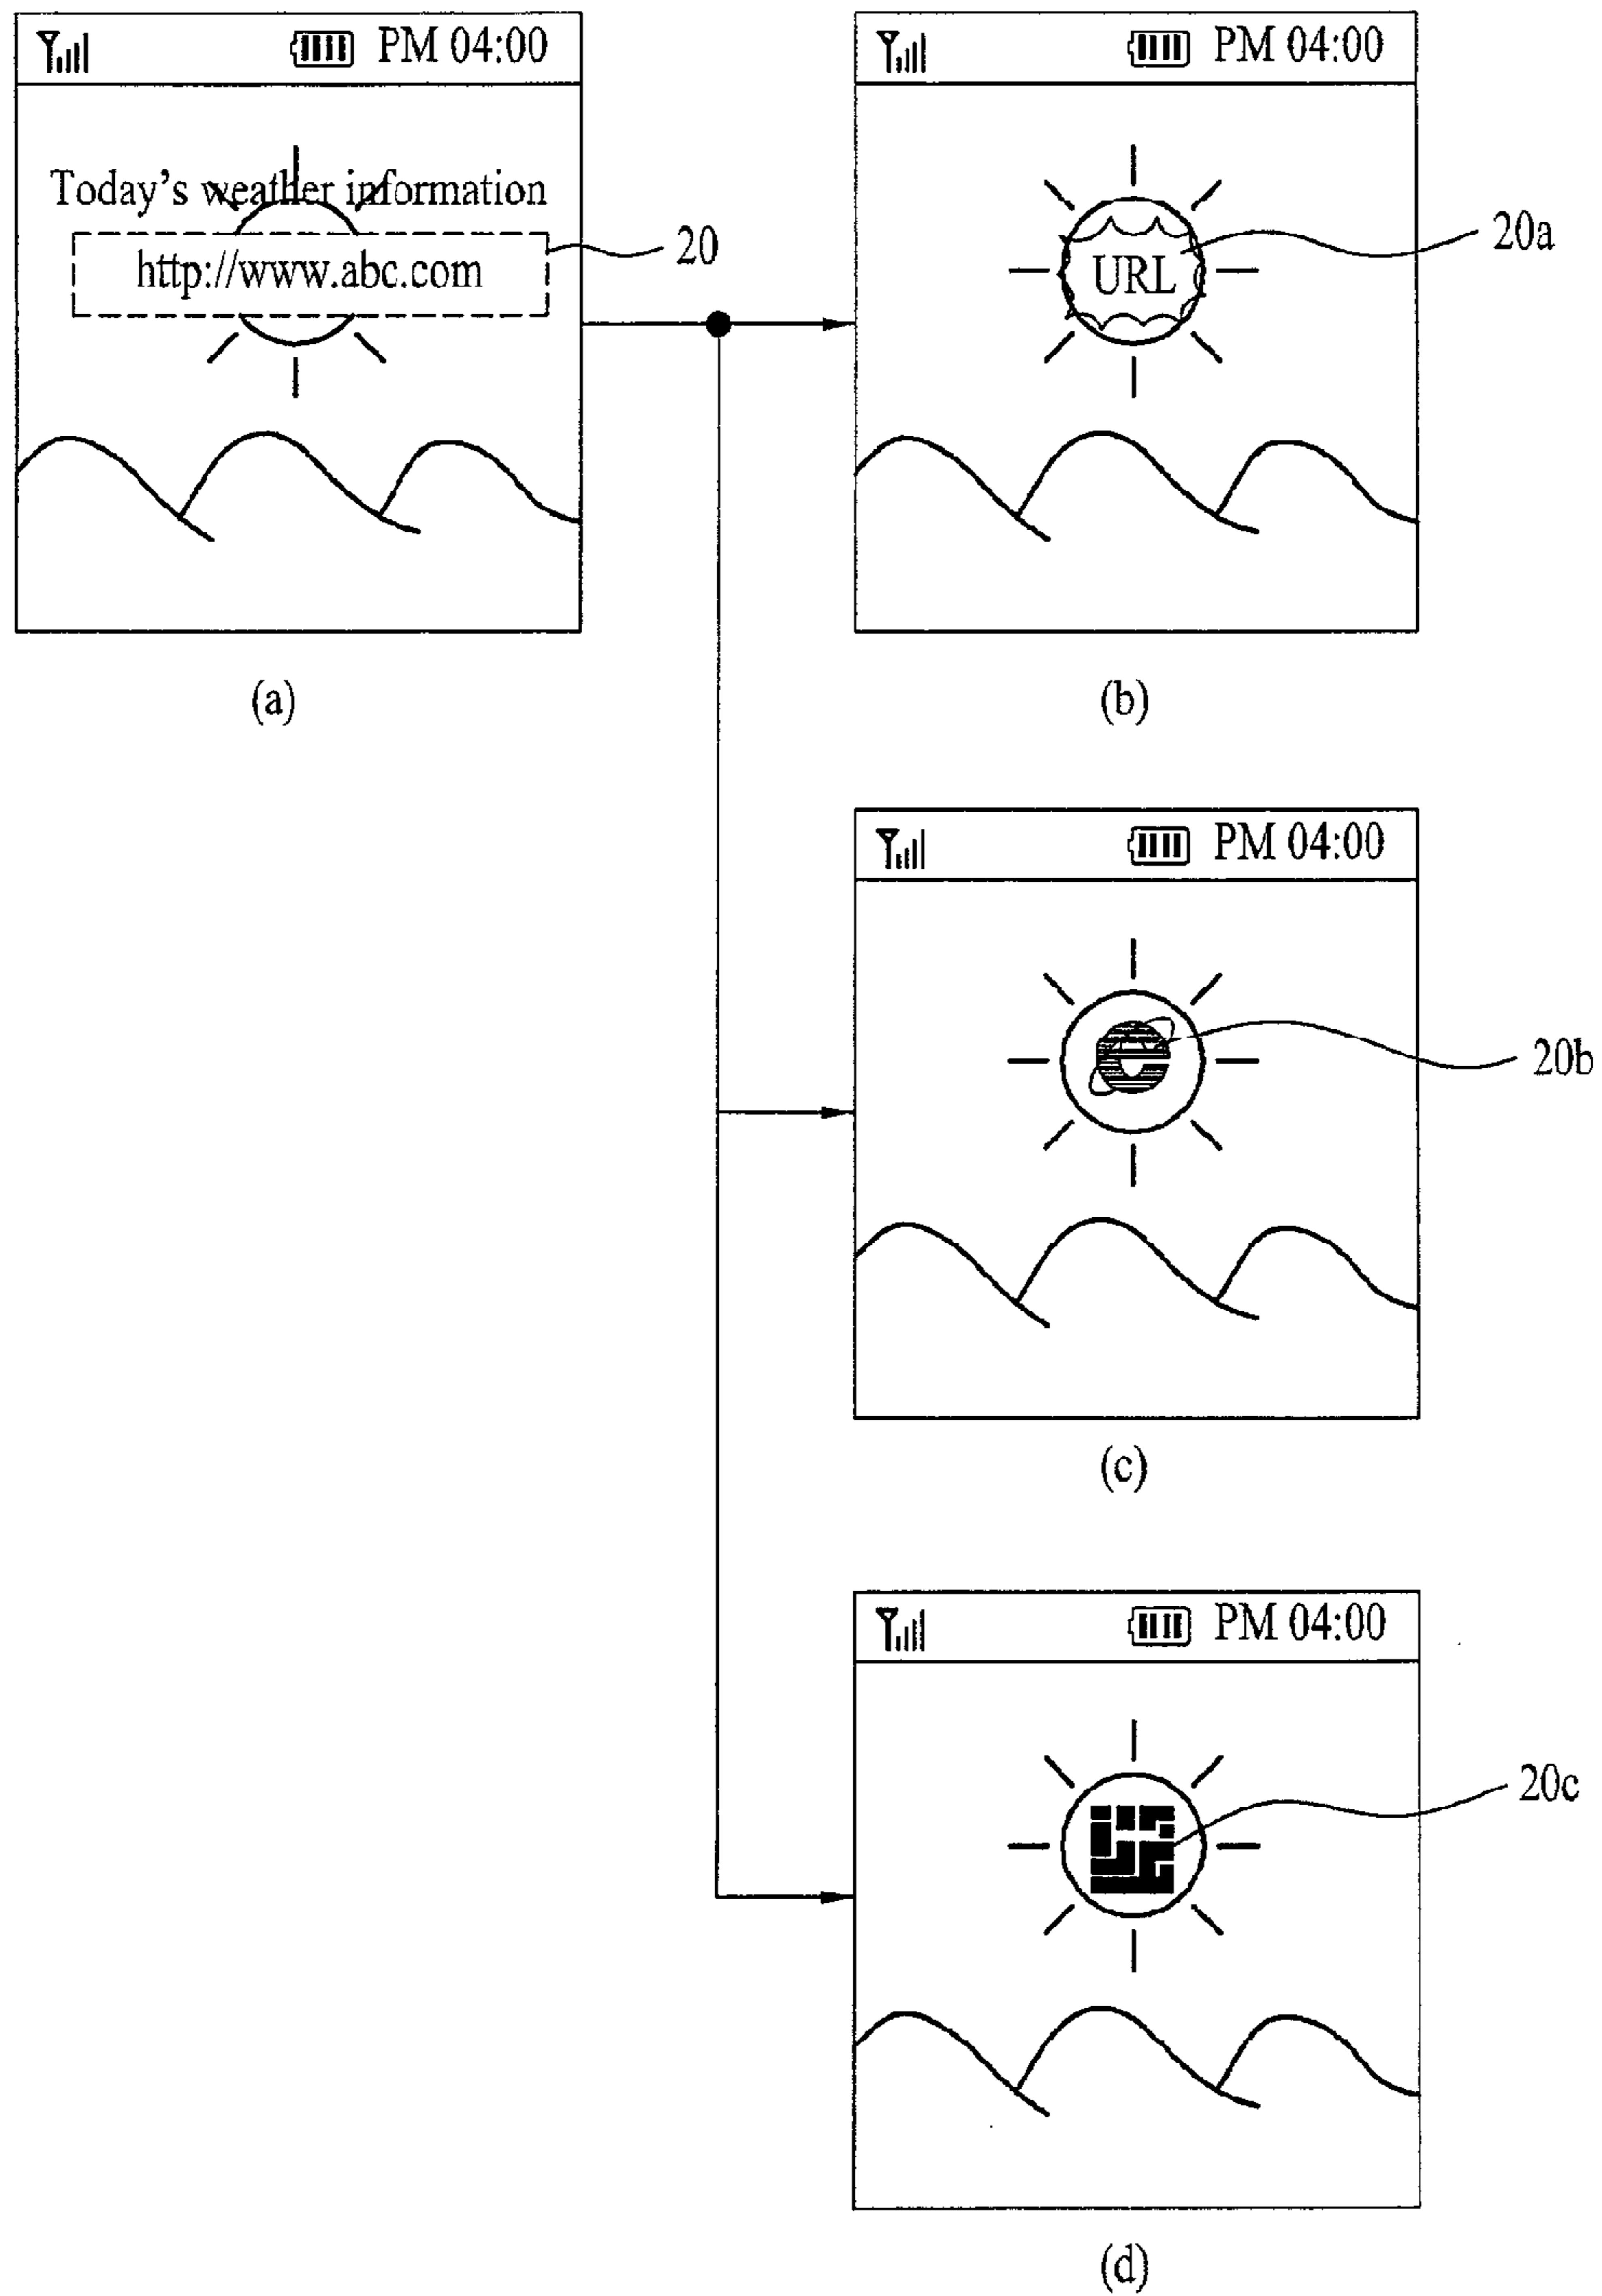 PM 04:00
Today's weather information
http://www.abc.com
20
(a)
PM 04:00
URL
20a
(b)
PM 04:00
e
20b
(c)
PM 04:00
20c
(d)